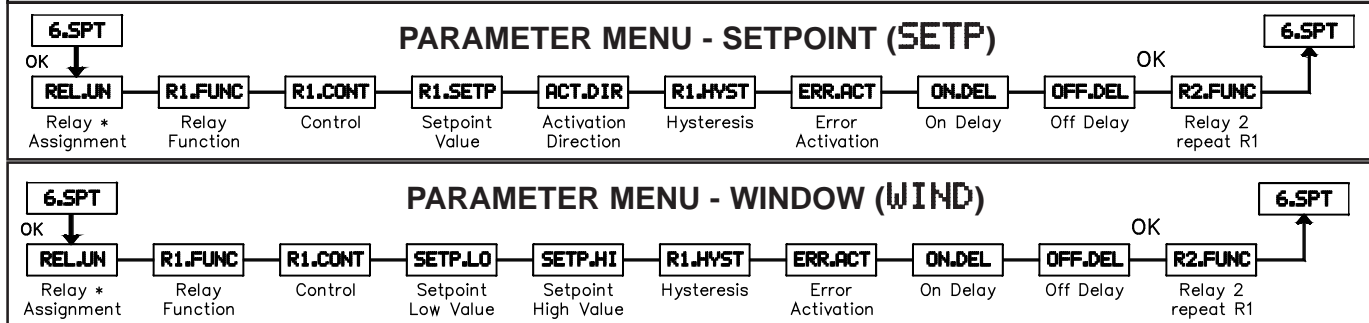 6.SPT
PARAMETER MENU - SETPOINT (SETP)
6.SPT
OK
OK
REL.UN R1.FUNC R1.CONT R1.SETP ACT.DIR R1.HYST ERR.ACT ON.DEL OFF.DEL R2.FUNC
Relay * Relay Control Setpoint Activation Hysteresis Error On Delay Off Delay Relay 2
Assignment Function Value Direction Activation repeat R1
6.SPT
PARAMETER MENU - WINDOW (WIND)
6.SPT
OK
OK
REL.UN R1.FUNC R1.CONT SETP.LO SETP.HI R1.HYST ERR.ACT ON.DEL OFF.DEL R2.FUNC
Relay * Relay Control Setpoint Setpoint Hysteresis Error On Delay Off Delay Relay 2
Assignment Function Low Value High Value Activation repeat R1